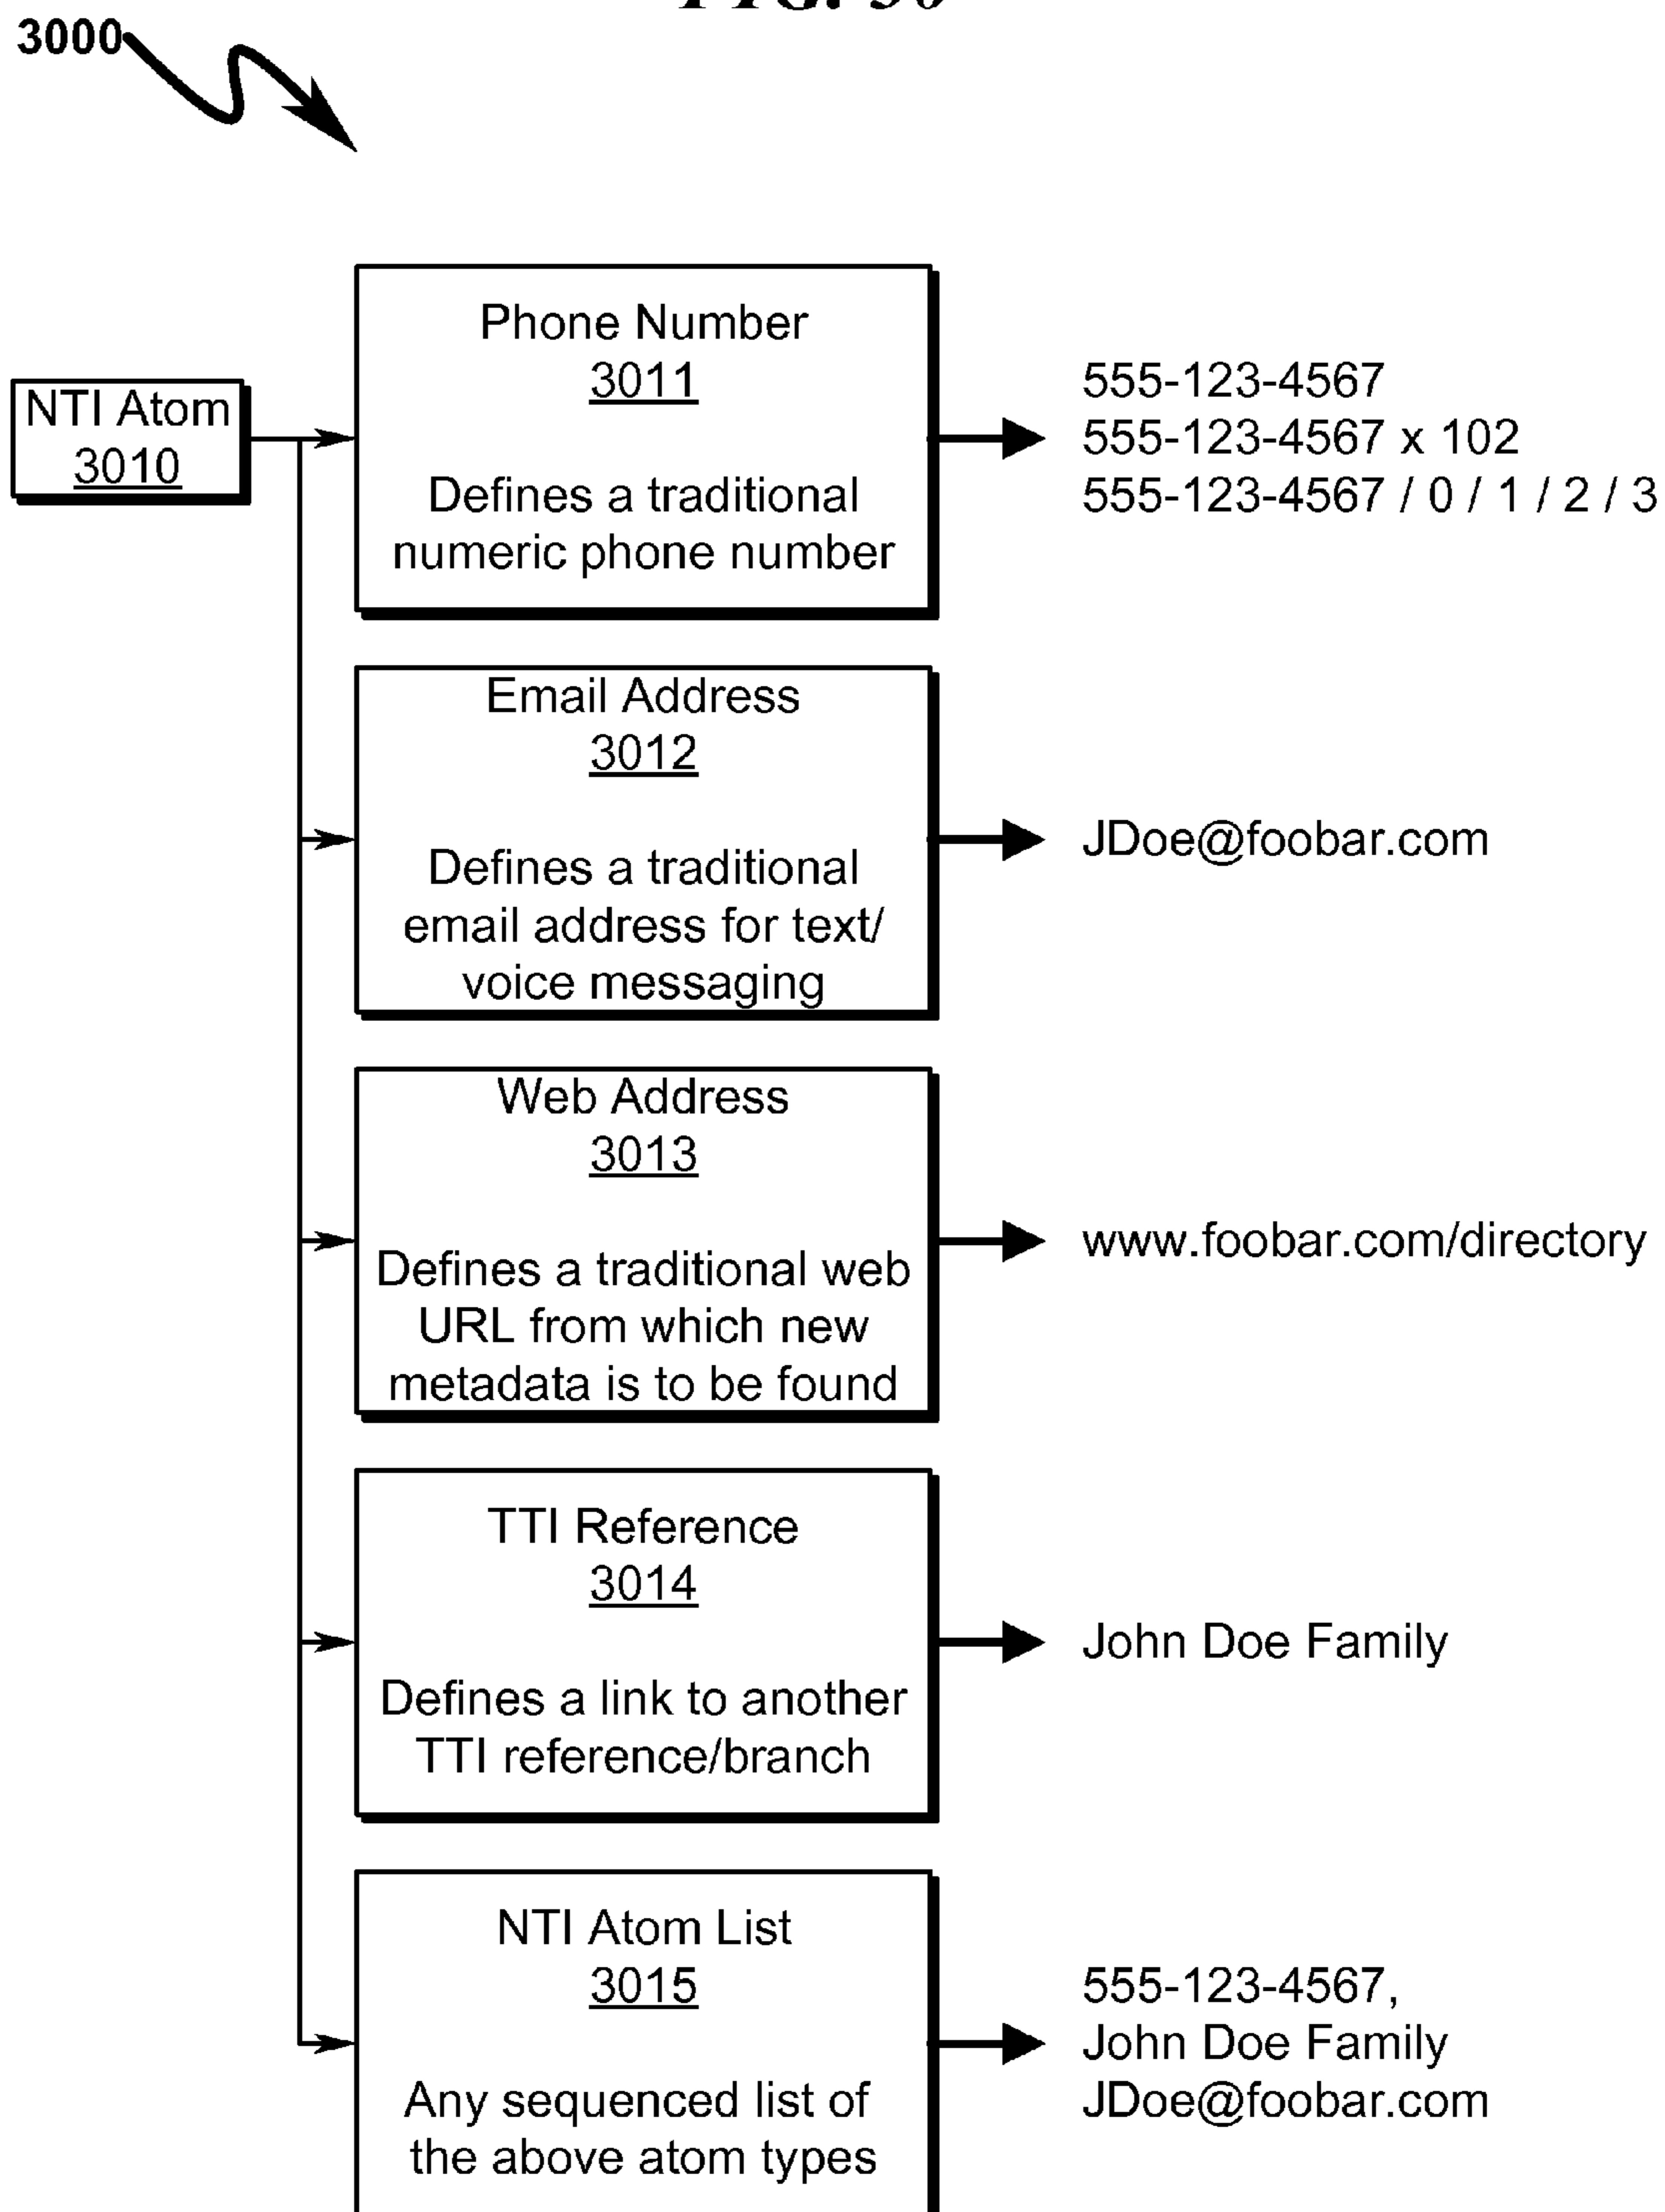 FIG. 30
3000
NTI Atom
3010
Phone Number
3011
Defines a traditional
numeric phone number
555-123-4567
555-123-4567 x 102
555-123-4567 / 0 / 1 / 2 / 3
Email Address
3012
Defines a traditional
email address for text/
voice messaging
JDoe@foobar.com
Web Address
3013
Defines a traditional web
URL from which new
metadata is to be found
www.foobar.com/directory
TTI Reference
3014
Defines a link to another
TTI reference/branch
John Doe Family
NTI Atom List
3015
Any sequenced list of
the above atom types
555-123-4567,
John Doe Family
JDoe@foobar.com